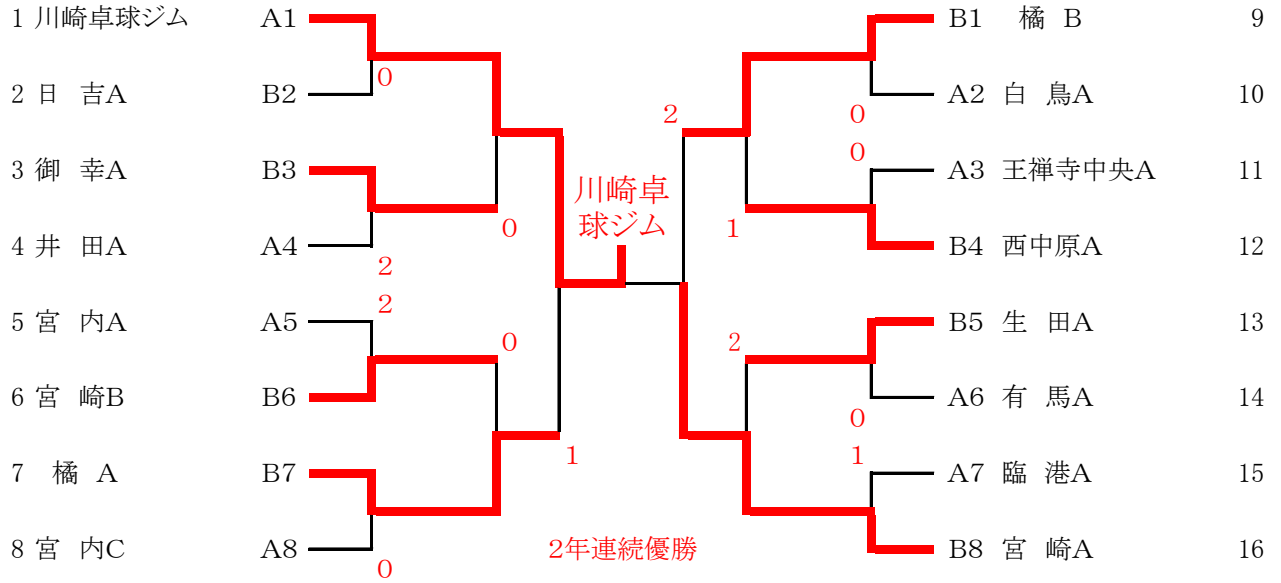 1 川崎卓球ジム A1
2 日 吉A B2
3 御 幸A B3
4 井 田A A4
5 宮 内A A5
6 宮 崎B B6
7 橘 A B7
8 宮 内C A8
0
0
2
2
0
0
1
川崎卓
球ジム
2年連続優勝
2
1
2
0
0
0
1
B1 橘 B 9
A2 白 鳥A 10
A3 王禅寺中央A 11
B4 西中原A 12
B5 生 田A 13
A6 有 馬A 14
A7 臨 港A 15
B8 宮 崎A 16